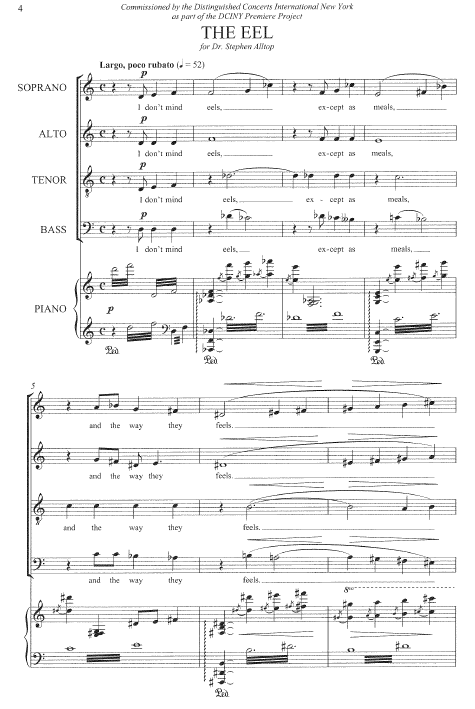 4
Commissioned by the Distinguished Concerts International New York
as part of the DCINY Premiere Project
THE EEL
for Dr. Stephen Alltop
Largo, poco rubato (♩ = 52)
SOPRANO
p
I don't mind eels, ex-cept as meals,
ALTO
p
I don't mind eels, ex-cept as meals,
TENOR
p
I don't mind eels, ex - cept as meals,
BASS
p
I don't mind eels, ex-cept as meals,
PIANO
p
Ped. Ped.
5
and the way they feels.
and the way they feels.
and the way they feels.
and the way they feels.
8va
Ped.